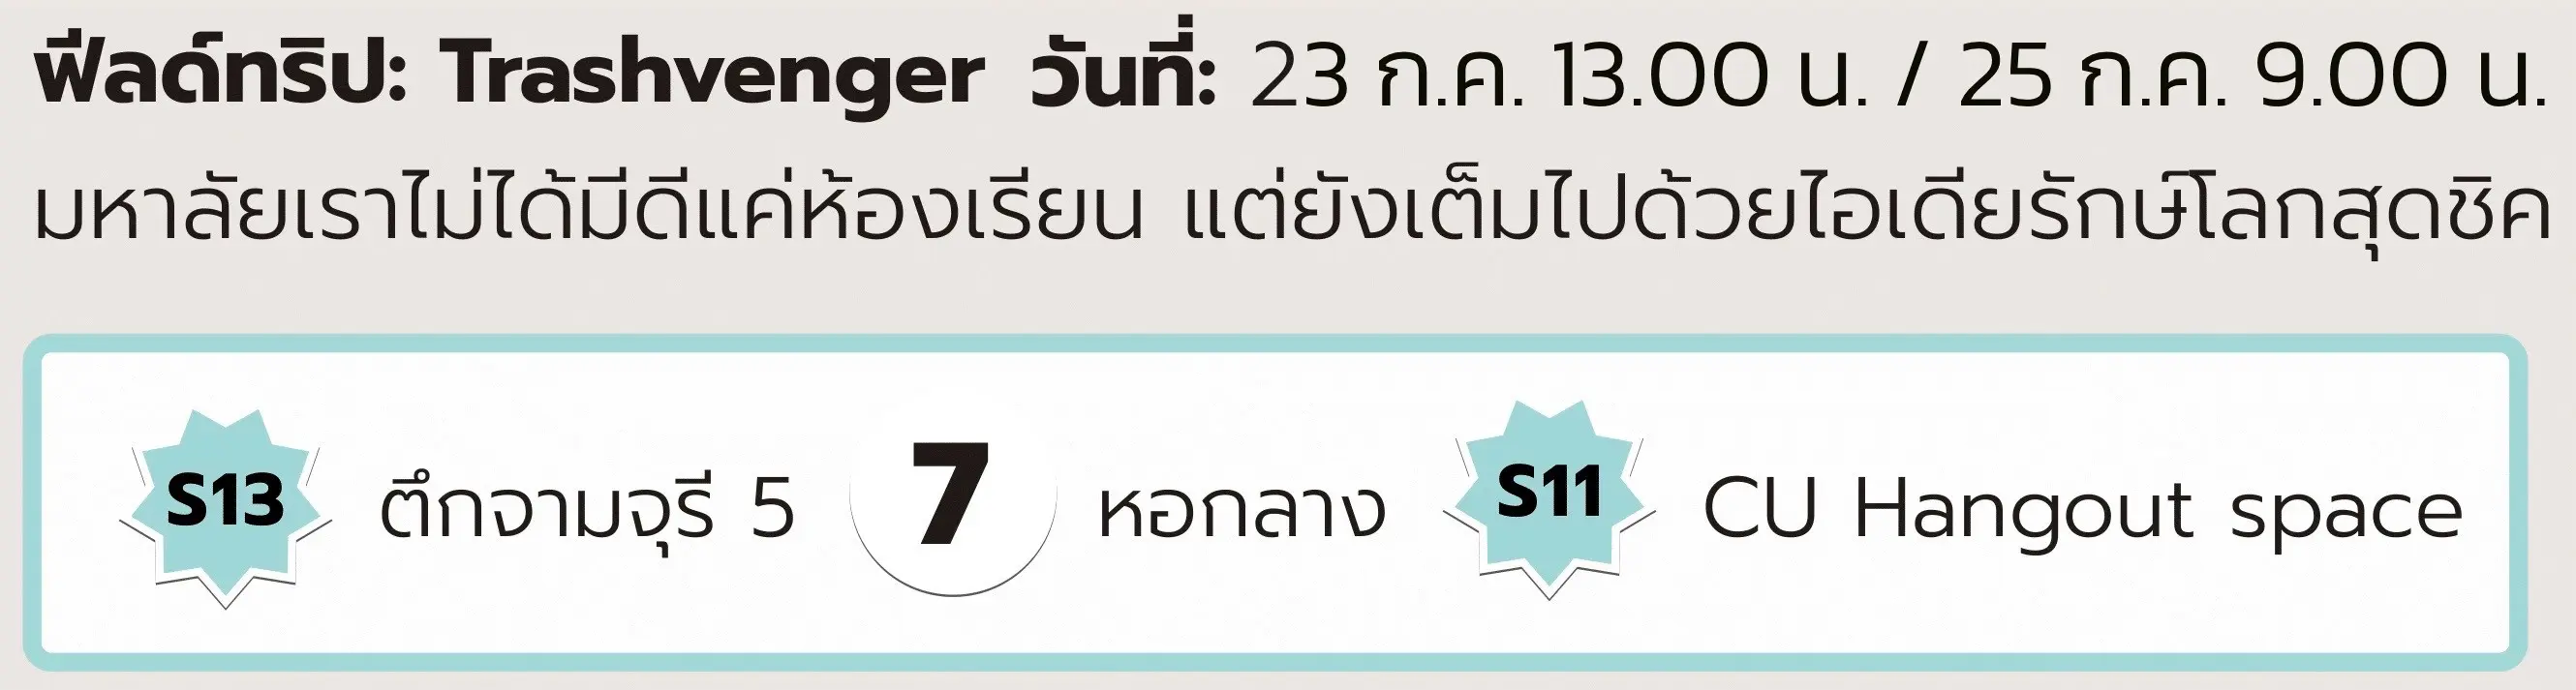 ฟีลด์ทริป: Trashvenger วันที่: 23 ก.ค. 13.00 น. / 25 ก.ค. 9.00 น.
มหาลัยเราไม่ได้มีดีแค่ห้องเรียน แต่ยังเต็มไปด้วยไอเดียรักษ์โลกสุดชิค
S13 ตึกจามจุรี 5 7 หอกลาง S11 CU Hangout space